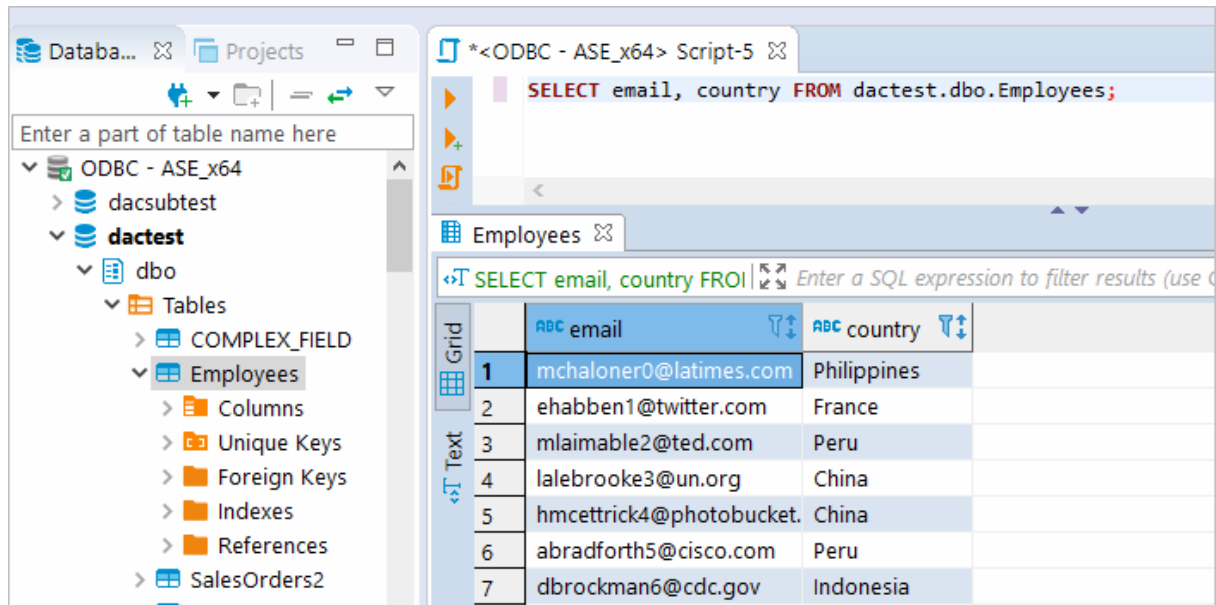 Databa...
Projects
Enter a part of table name here
ODBC - ASE_x64
dacsubtest
dactest
dbo
Tables
COMPLEX_FIELD
Employees
Columns
Unique Keys
Foreign Keys
Indexes
References
SalesOrders2
*<ODBC - ASE_x64> Script-5
SELECT email, country FROM dactest.dbo.Employees;
Employees
SELECT email, country FROI Enter a SQL expression to filter results (use
Grid
Text
ABC email ABC country
1 mchaloner0@latimes.com Philippines
2 ehabben1@twitter.com France
3 mlaimable2@ted.com Peru
4 lalebrooke3@un.org China
5 hmcettrick4@photobucket. China
6 abradforth5@cisco.com Peru
7 dbrockman6@cdc.gov Indonesia